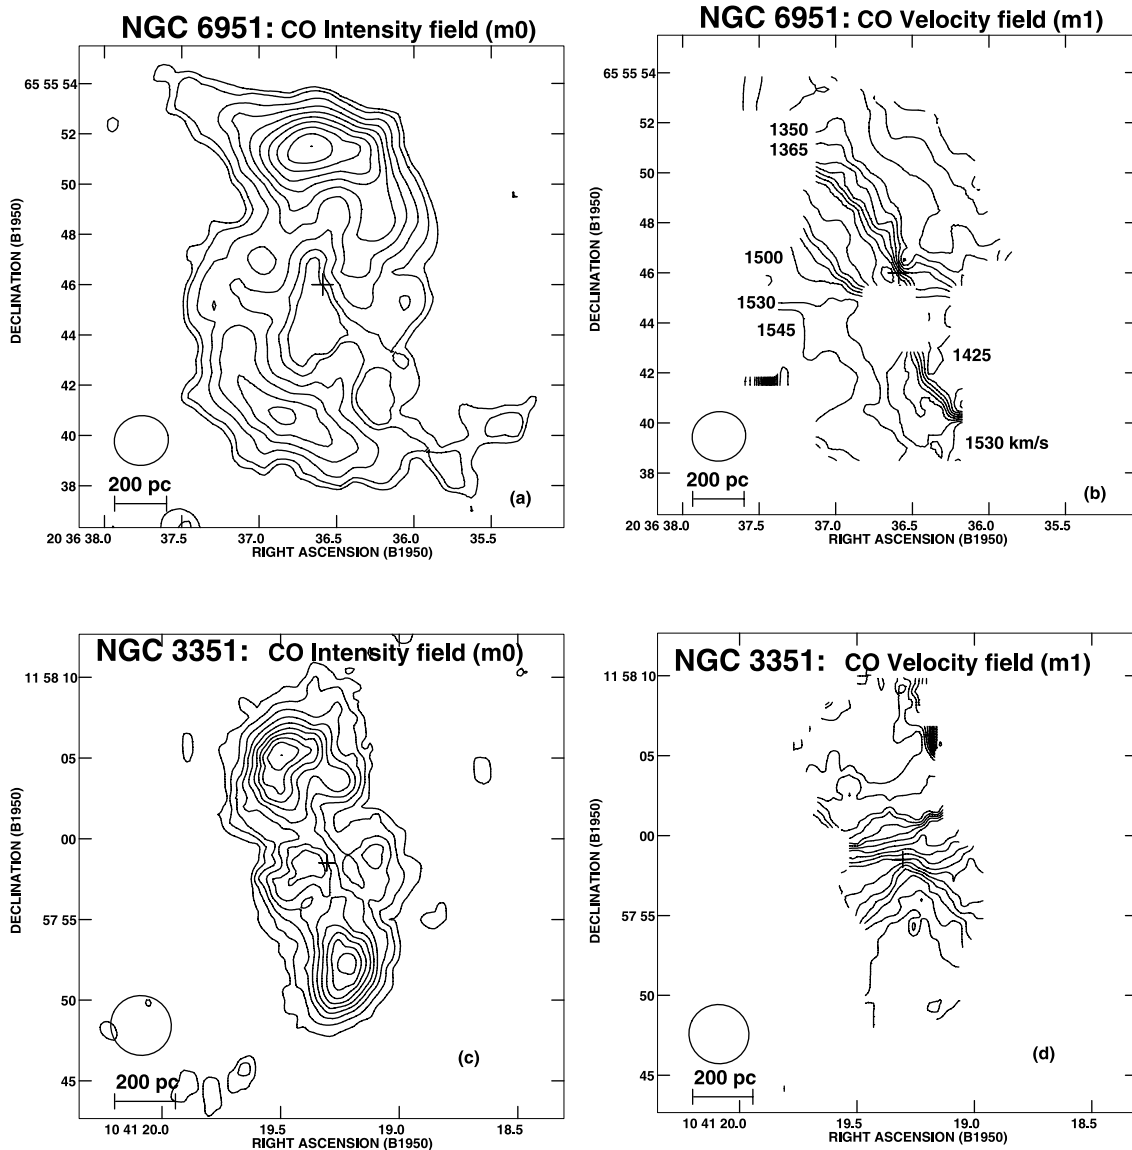 NGC 6951: CO Intensity field (m0)
65 55 54
52
50
48
46
44
42
40
38
DECLINATION (B1950)
200 pc
(a)
20 36 38.0 37.5 37.0 36.5 36.0 35.5
RIGHT ASCENSION (B1950)
NGC 6951: CO Velocity field (m1)
65 55 54
52
50
48
46
44
42
40
38
DECLINATION (B1950)
1350
1365
1500
1530
1545
1425
1530 km/s
200 pc
(b)
20 36 38.0 37.5 37.0 36.5 36.0 35.5
RIGHT ASCENSION (B1950)
NGC 3351: CO Intensity field (m0)
11 58 10
05
00
57 55
50
45
DECLINATION (B1950)
200 pc
(c)
10 41 20.0 19.5 19.0 18.5
RIGHT ASCENSION (B1950)
NGC 3351: CO Velocity field (m1)
11 58 10
05
00
57 55
50
45
DECLINATION (B1950)
200 pc
(d)
10 41 20.0 19.5 19.0 18.5
RIGHT ASCENSION (B1950)